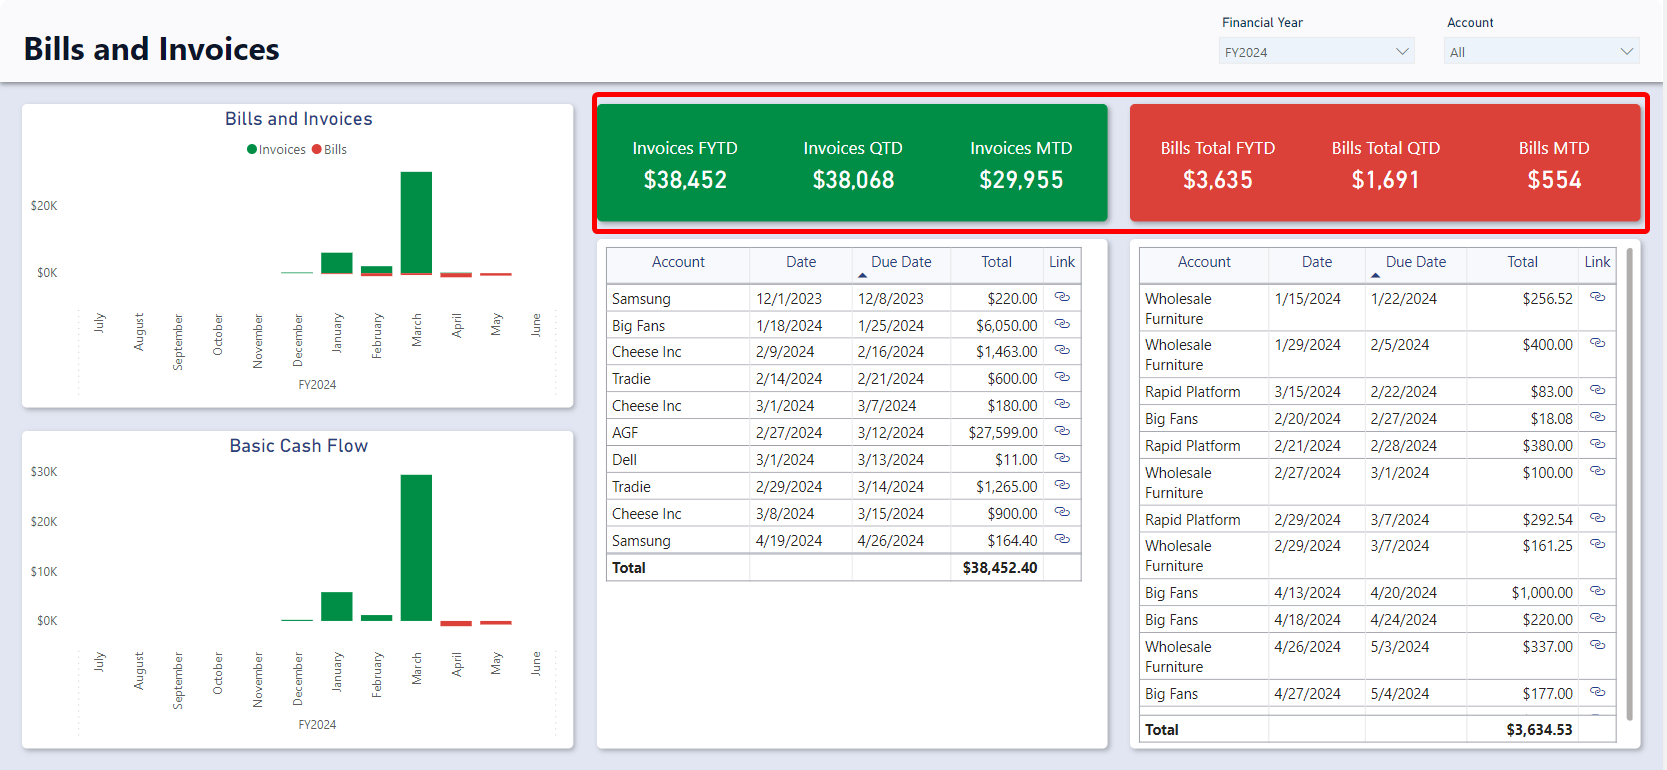 Bills and Invoices
Financial Year
FY2024
Account
All
Bills and Invoices
Invoices Bills
$20K
$0K
July
August
September
October
November
December
January
February
March
April
May
June
FY2024
Basic Cash Flow
$30K
$20K
$10K
$0K
July
August
September
October
November
December
January
February
March
April
May
June
FY2024
Invoices FYTD Invoices QTD Invoices MTD
$38,452 $38,068 $29,955
Bills Total FYTD Bills Total QTD Bills MTD
$3,635 $1,691 $554
Account Date Due Date Total Link
Samsung 12/1/2023 12/8/2023 $220.00
Big Fans 1/18/2024 1/25/2024 $6,050.00
Cheese Inc 2/9/2024 2/16/2024 $1,463.00
Tradie 2/14/2024 2/21/2024 $600.00
Cheese Inc 3/1/2024 3/7/2024 $180.00
AGF 2/27/2024 3/12/2024 $27,599.00
Dell 3/1/2024 3/13/2024 $11.00
Tradie 2/29/2024 3/14/2024 $1,265.00
Cheese Inc 3/8/2024 3/15/2024 $900.00
Samsung 4/19/2024 4/26/2024 $164.40
Total $38,452.40
Account Date Due Date Total Link
Wholesale 1/15/2024 1/22/2024 $256.52
Furniture
Wholesale 1/29/2024 2/5/2024 $400.00
Furniture
Rapid Platform 3/15/2024 2/22/2024 $83.00
Big Fans 2/20/2024 2/27/2024 $18.08
Rapid Platform 2/21/2024 2/28/2024 $380.00
Wholesale 2/27/2024 3/1/2024 $100.00
Furniture
Rapid Platform 2/29/2024 3/7/2024 $292.54
Wholesale 2/29/2024 3/7/2024 $161.25
Furniture
Big Fans 4/13/2024 4/20/2024 $1,000.00
Big Fans 4/18/2024 4/24/2024 $220.00
Wholesale 4/26/2024 5/3/2024 $337.00
Furniture
Big Fans 4/27/2024 5/4/2024 $177.00
Total $3,634.53